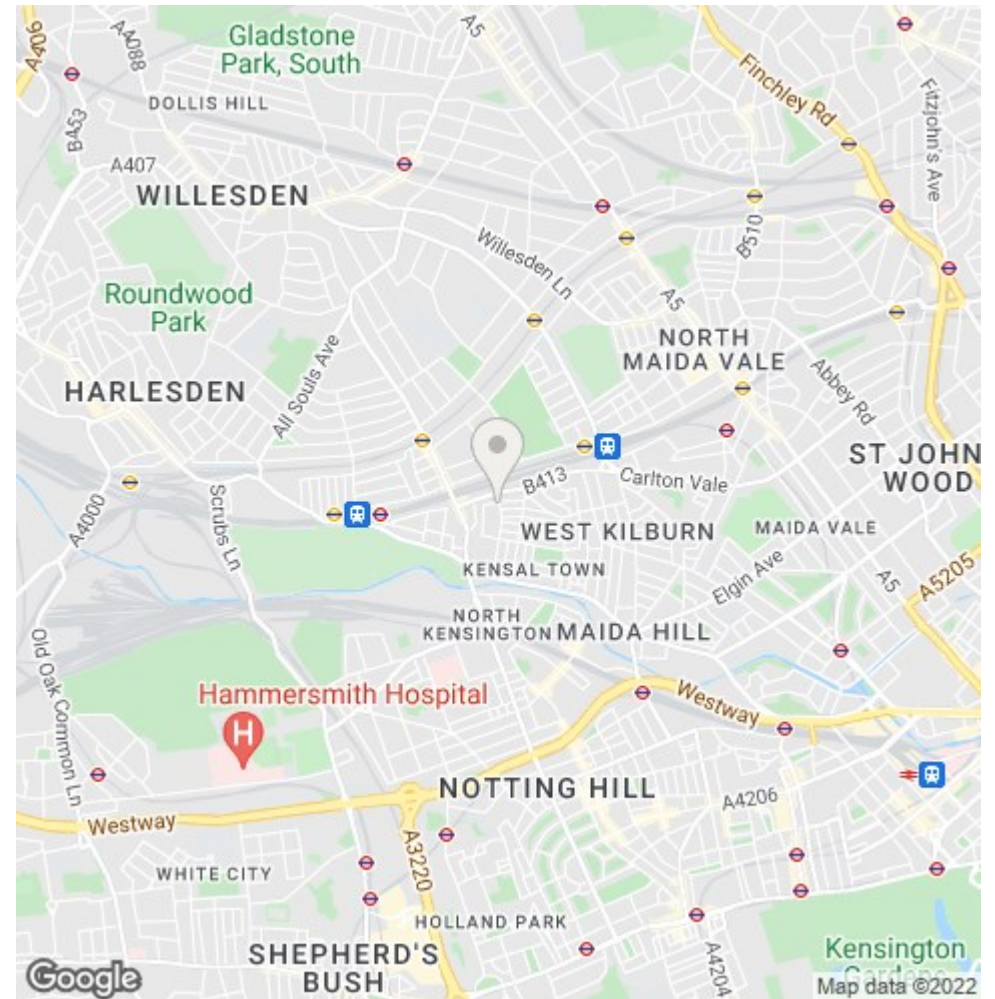 A406
A4088
A5
Gladstone
Park, South
Finchley Rd
Fitzjohn's Ave
DOLLIS HILL
B453
A407
WILLESDEN
B510
Willesden Ln
Roundwood
Park
A5
NORTH
MAIDA VALE
All Souls Ave
HARLESDEN
Abbey Rd
ST JOHN
WOOD
B413
Carlton Vale
A4000
Scrubs Ln
WEST KILBURN
MAIDA VALE
KENSAL TOWN
Elgin Ave
A5
A5205
NORTH
KENSINGTON
MAIDA HILL
Old Oak Common Ln
Hammersmith Hospital
H
Westway
NOTTING HILL
A4206
Westway
A3220
WHITE CITY
HOLLAND PARK
SHEPHERD'S
BUSH
A4204
Kensington
Gardens
Google
Map data ©2022